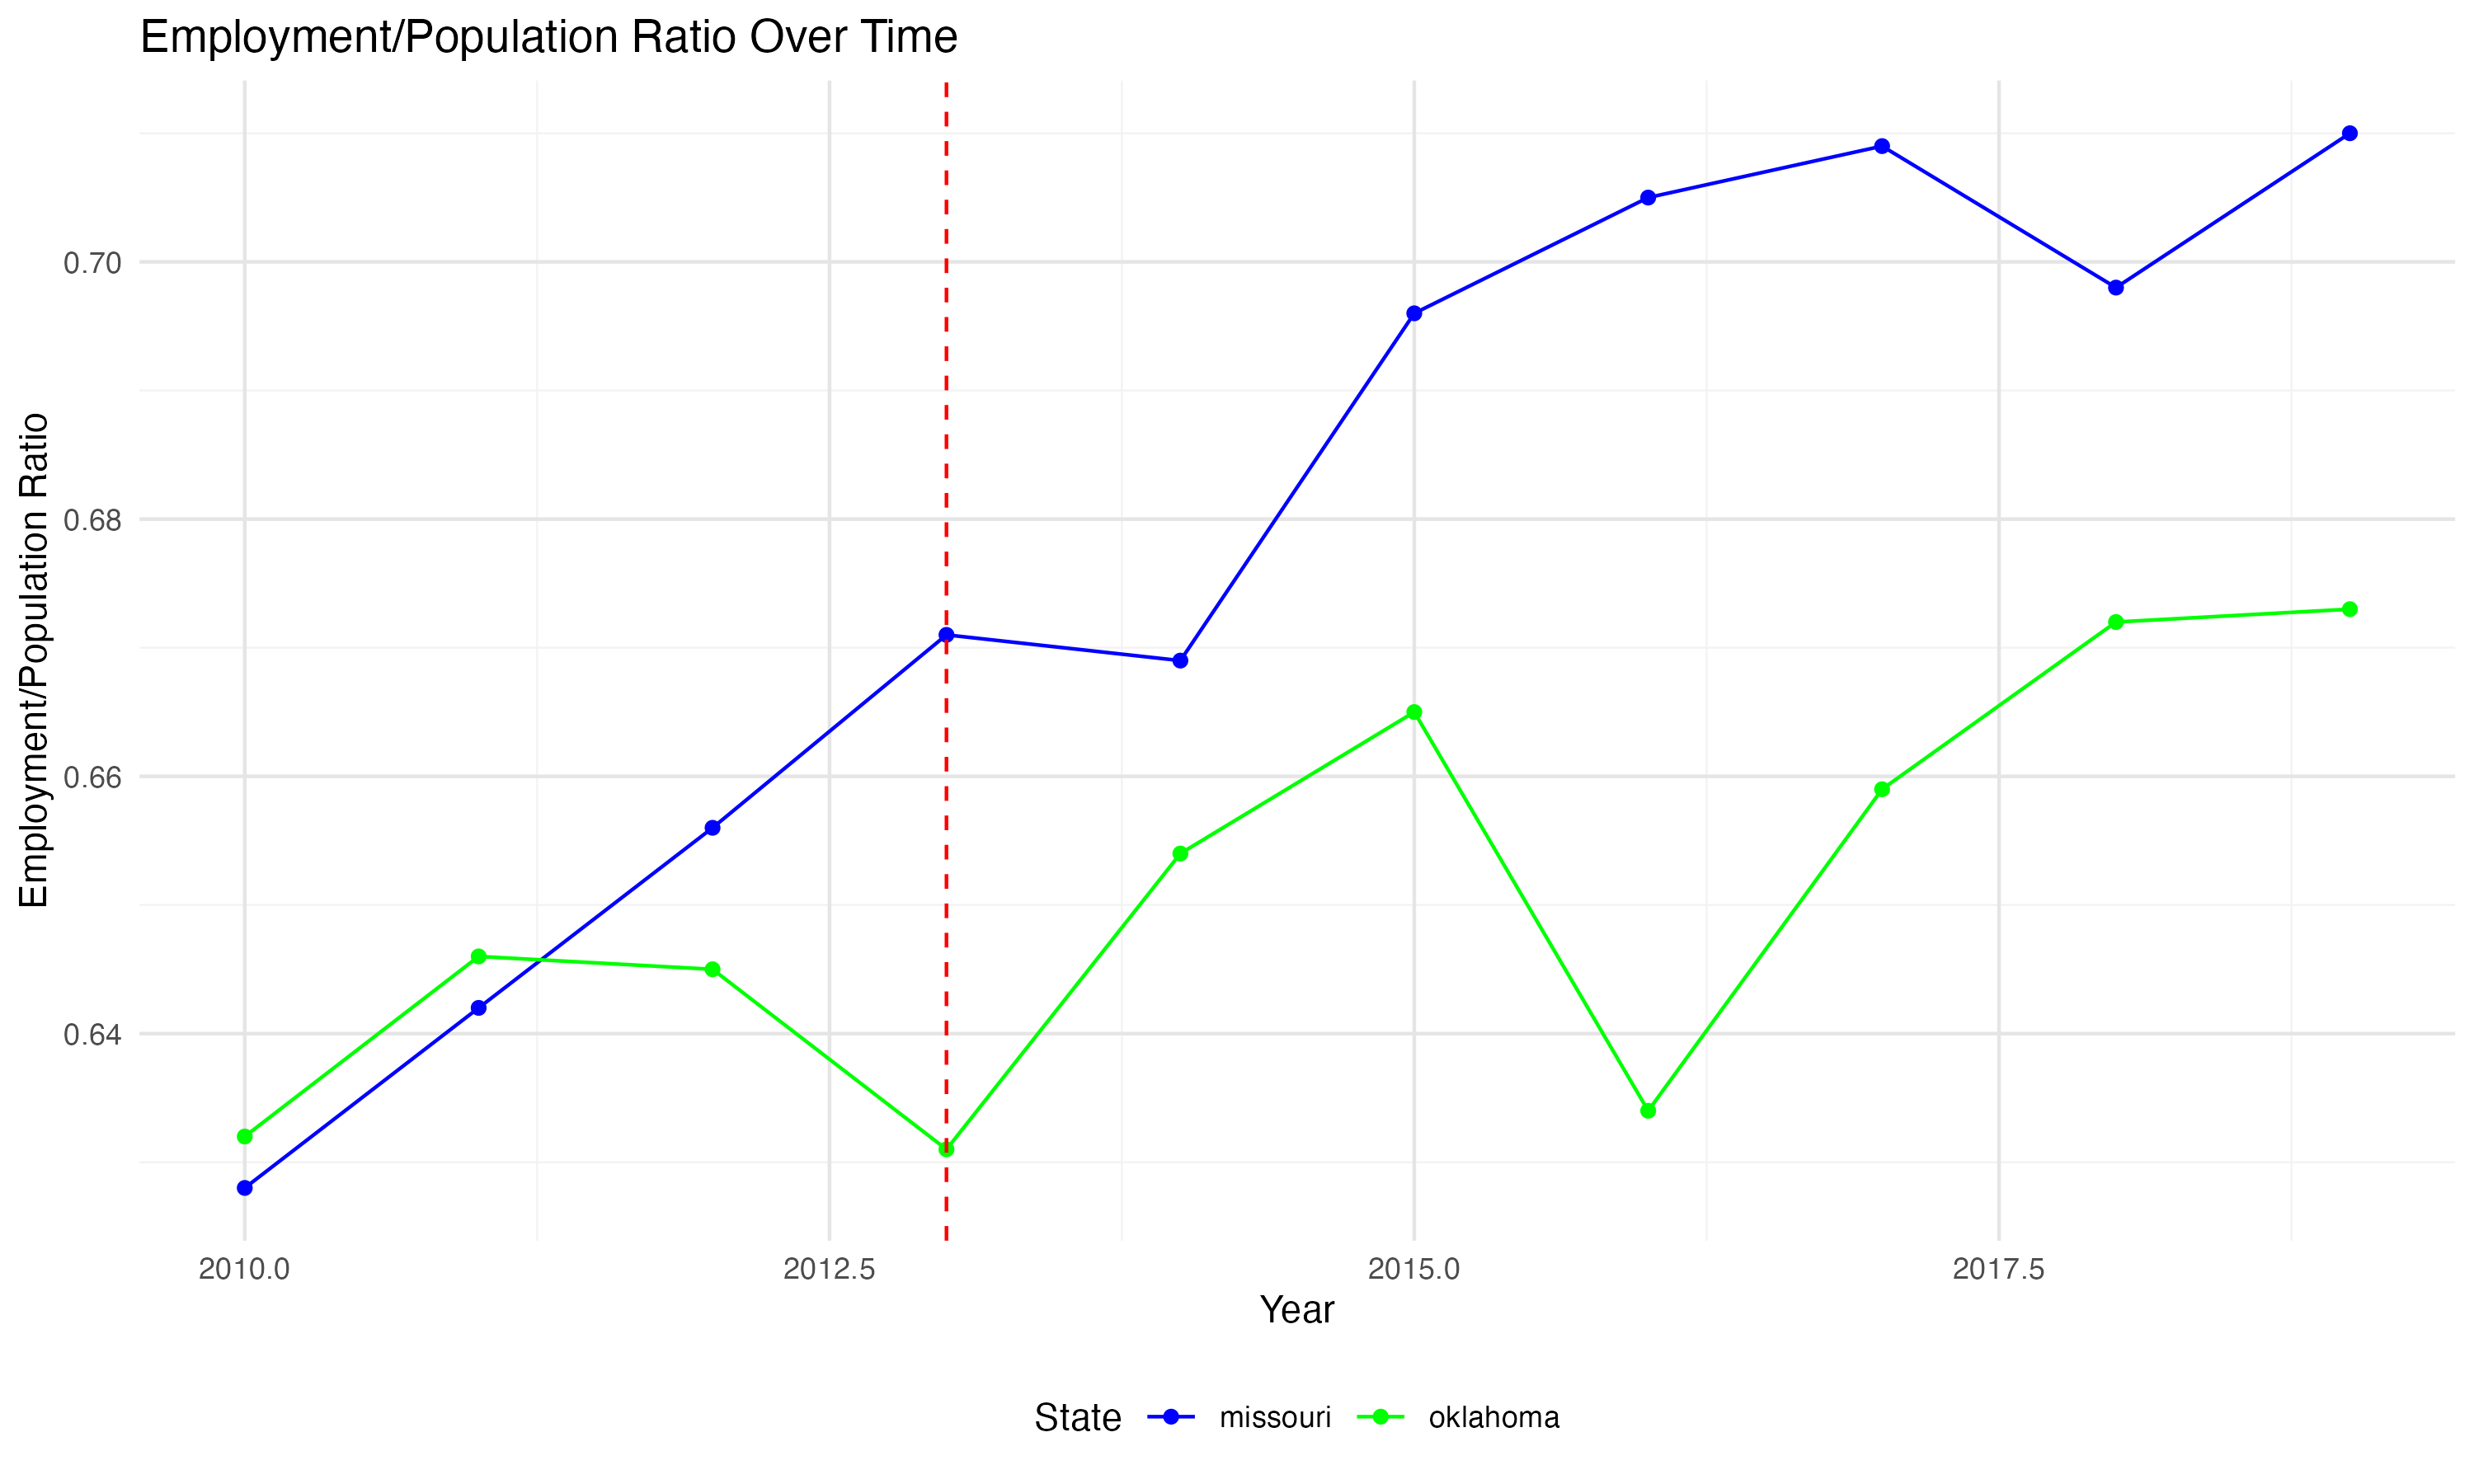 Employment/Population Ratio Over Time
Employment/Population Ratio
0.70
0.68
0.66
0.64
2010.0 2012.5 2015.0 2017.5
Year
State missouri oklahoma